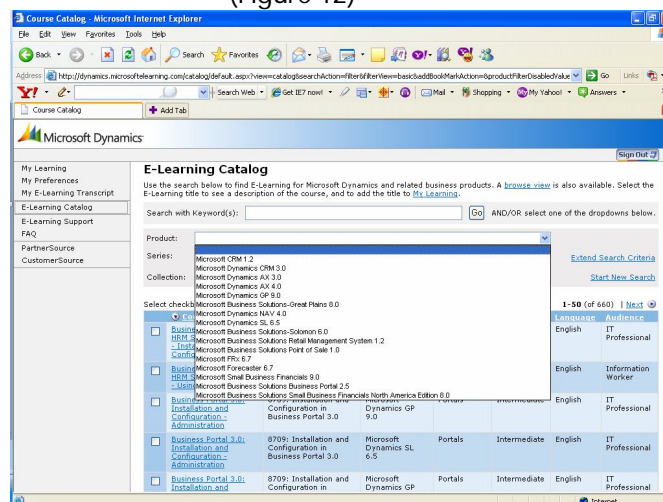 (Figure 12)
Course Catalog - Microsoft Internet Explorer
File Edit View Favorites Tools Help
Back Search Favorites
Address http://dynamics.microsoftelearning.com/catalog/default.aspx?view=catalog&searchAction=filter&filterView=basic&addBookMarkAction=&productFilterDisabledValue Go Links
Y! Search Web Get IE7 now! Mail Shopping My Yahoo! Answers
Course Catalog Add Tab
Microsoft Dynamics
Sign Out
My Learning
My Preferences
My E-Learning Transcript
E-Learning Catalog
E-Learning Support
FAQ
PartnerSource
CustomerSource
E-Learning Catalog
Use the search below to find E-Learning for Microsoft Dynamics and related business products. A browse view is also available. Select the
E-Learning title to see a description of the course, and to add the title to My Learning.
Search with Keyword(s): Go AND/OR select one of the dropdowns below.
Product:
Series:
Collection:
Extend Search Criteria
Start New Search
Microsoft CRM 1.2
Microsoft Dynamics CRM 3.0
Microsoft Dynamics AX 3.0
Microsoft Dynamics AX 4.0
Microsoft Dynamics GP 9.0
Microsoft Business Solutions-Great Plains 8.0
Microsoft Dynamics NAV 4.0
Microsoft Dynamics SL 6.5
Microsoft Business Solutions-Solomon 6.0
Microsoft Business Solutions Retail Management System 1.2
Microsoft Business Solutions Point of Sale 1.0
Microsoft FRx 6.7
Microsoft Forecaster 6.7
Microsoft Small Business Financials 9.0
Microsoft Business Solutions Business Portal 2.5
Microsoft Business Solutions Small Business Financials North America Edition 8.0
Select checkb
1-50 (of 660) | Next
Language Audience
Busine
HRM S
- Insta
Config
English IT
Professional
Busine
HRM S
- Usin
English Information
Worker
Business Portal 3.0:
Installation and
Configuration -
Administration
8709: Installation and
Configuration in
Business Portal 3.0
Microsoft
Dynamics GP
9.0
Portals Intermediate English IT
Professional
Business Portal 3.0:
Installation and
Configuration -
Administration
8709: Installation and
Configuration in
Business Portal 3.0
Microsoft
Dynamics SL
6.5
Portals Intermediate English IT
Professional
Business Portal 3.0:
Installation and
8709: Installation and
Configuration in
Microsoft
Dynamics GP
Portals Intermediate English IT
Professional
Internet